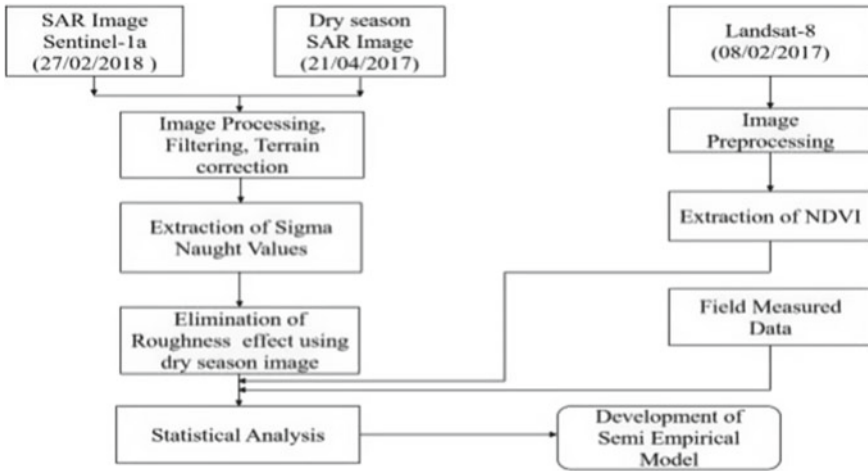 SAR Image
Sentinel-1a
(27/02/2018 )
Dry season
SAR Image
(21/04/2017)
Landsat-8
(08/02/2017)
Image Processing,
Filtering, Terrain
correction
Image
Preprocessing
Extraction of Sigma
Naught Values
Extraction of NDVI
Elimination of
Roughness effect using
dry season image
Field Measured
Data
Statistical Analysis
Development of
Semi Empirical
Model